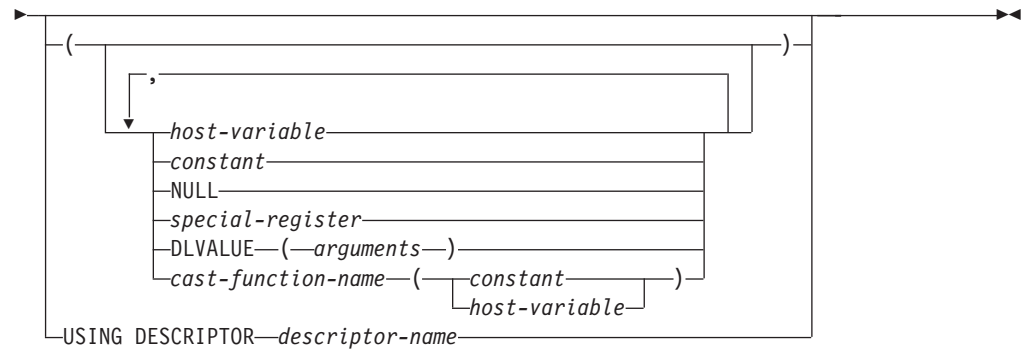 ( )
,
host-variable
constant
NULL
special-register
DLVALUE ( arguments )
cast-function-name ( constant )
host-variable
USING DESCRIPTOR descriptor-name